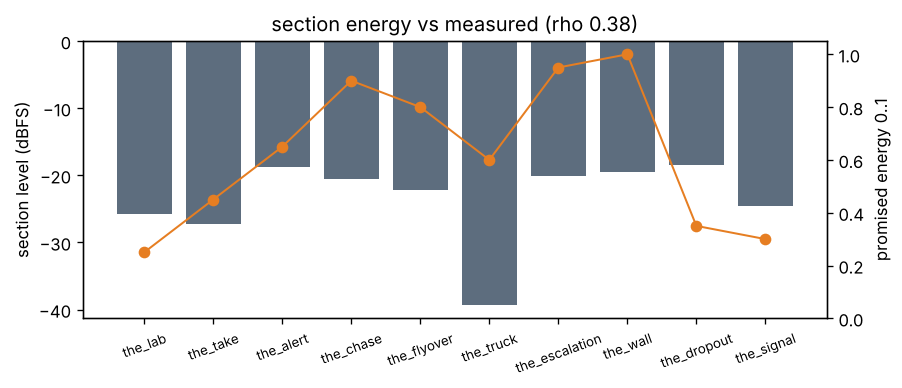 section energy vs measured (rho 0.38)
section level (dBFS)
0
−10
−20
−30
−40
1.0
0.8
0.6
0.4
0.2
0.0
promised energy 0..1
the_lab
the_take
the_alert
the_chase
the_flyover
the_truck
the_escalation
the_wall
the_dropout
the_signal